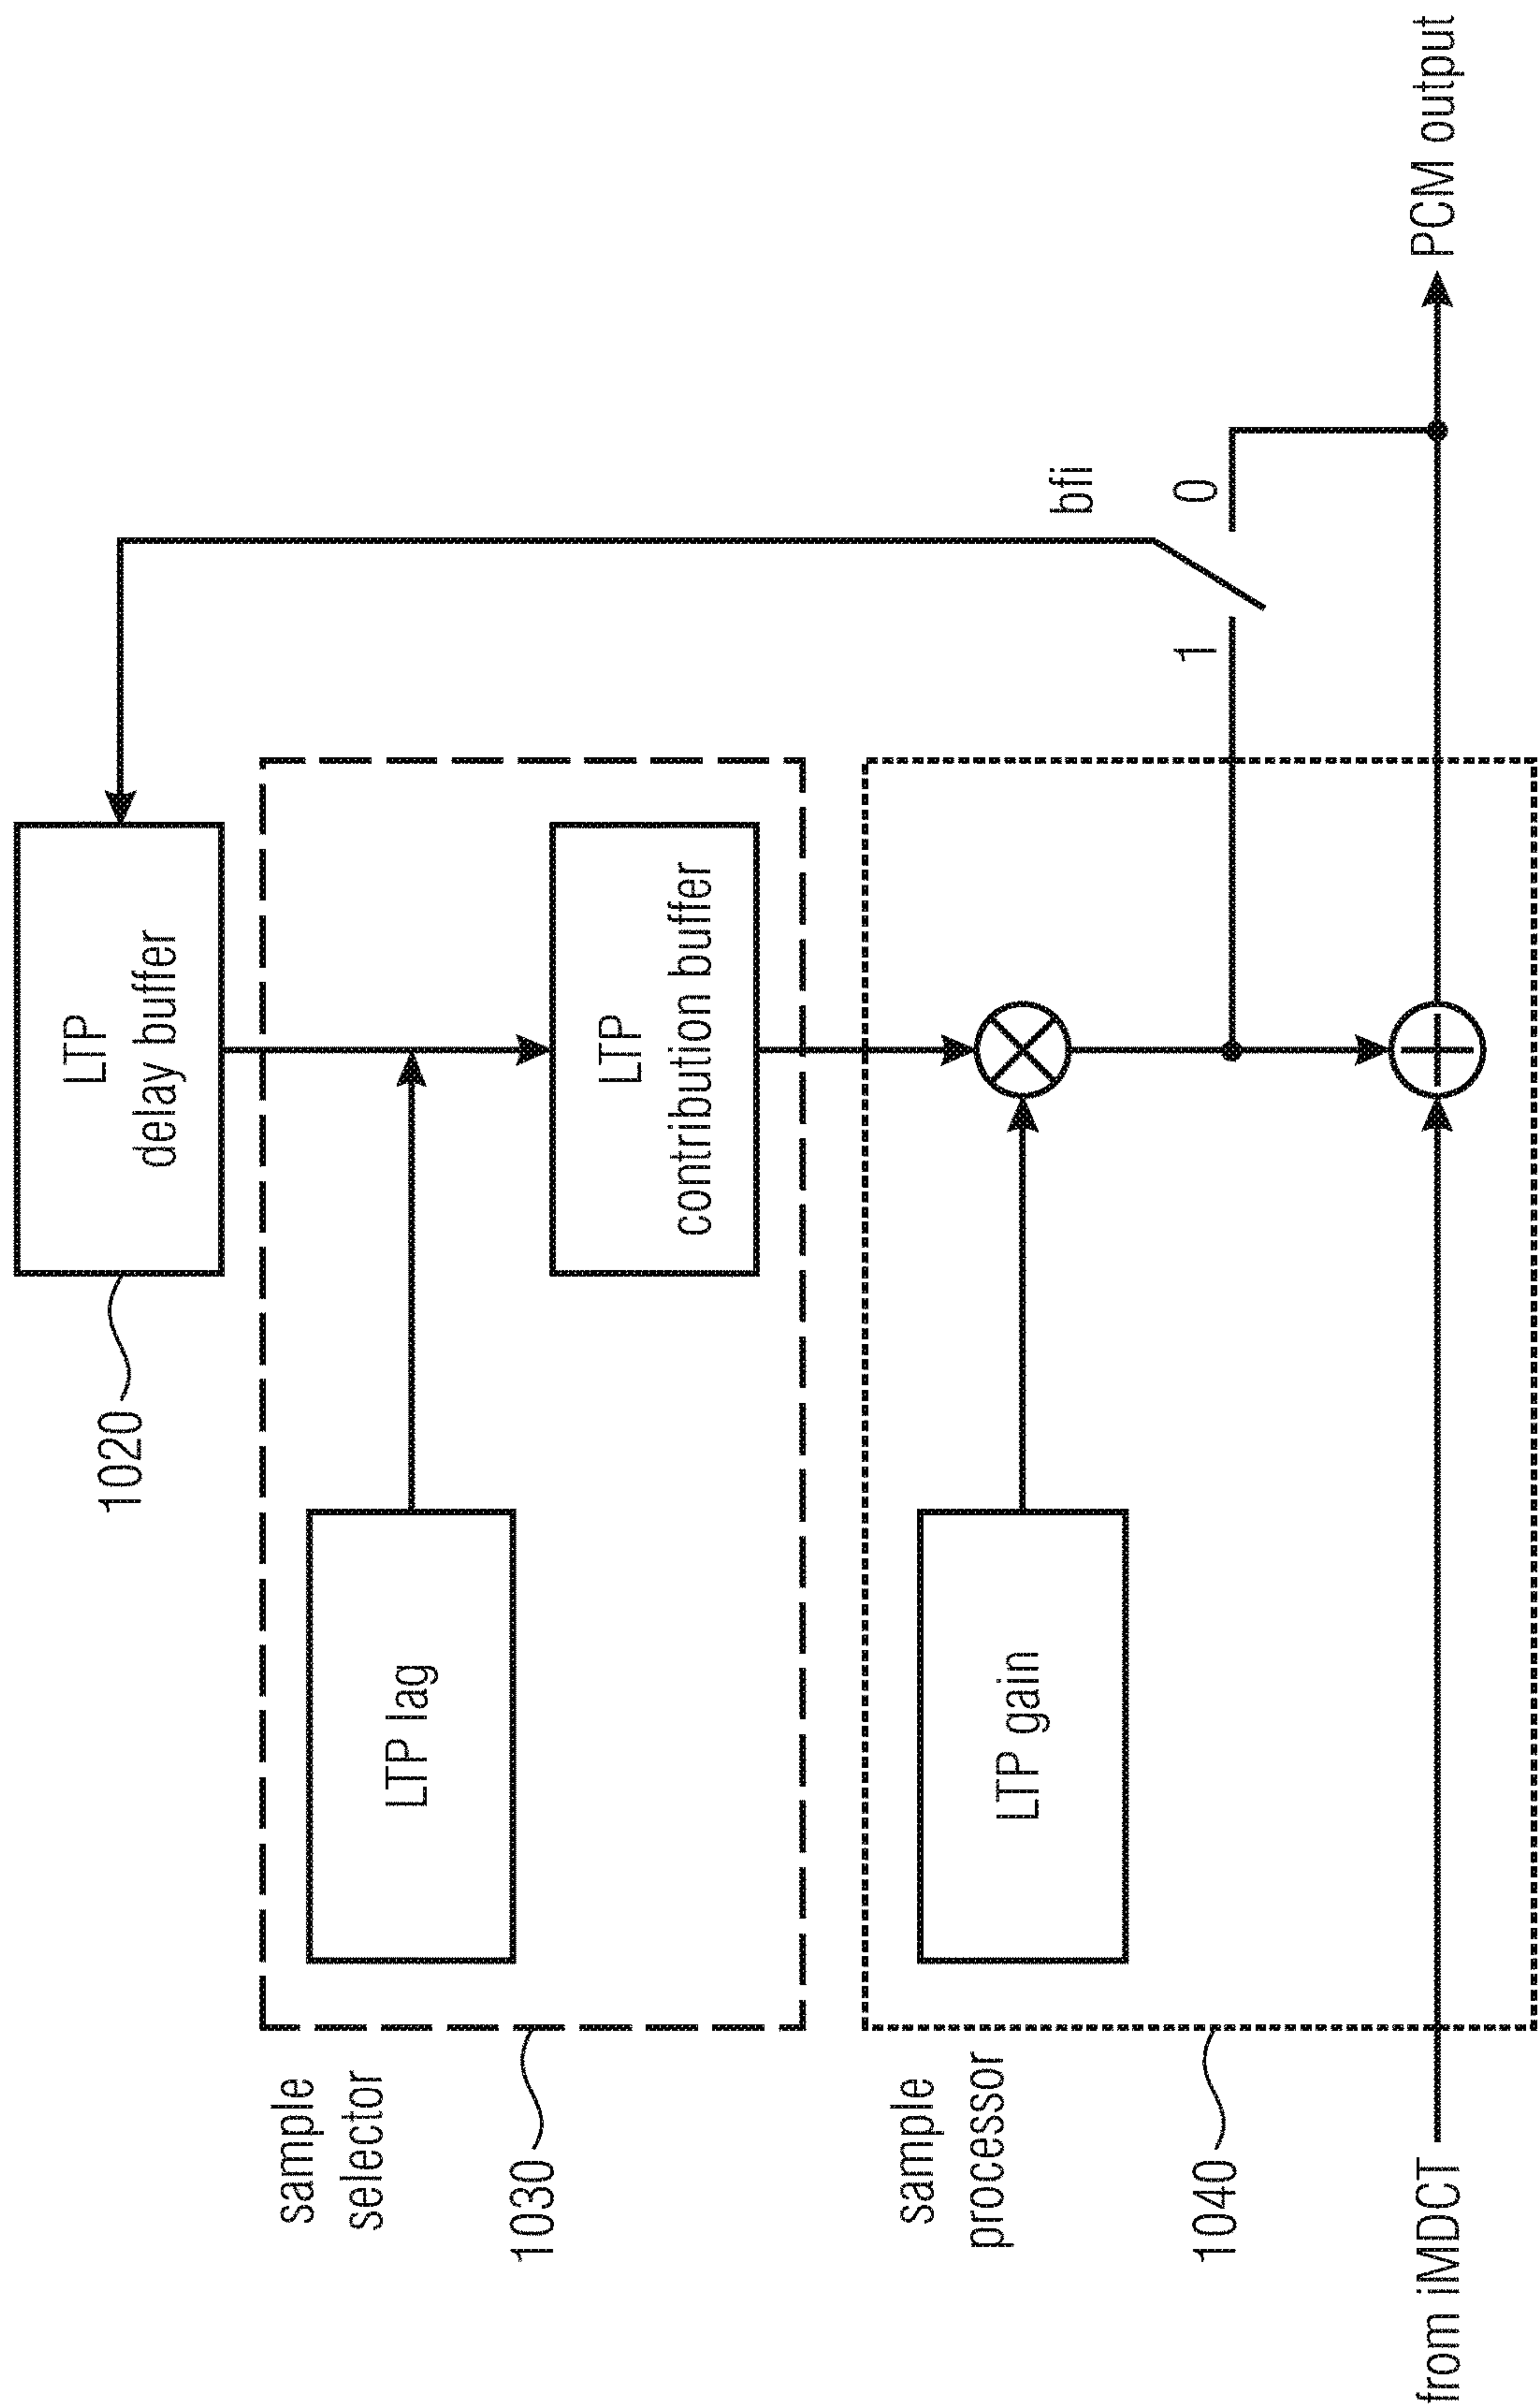 LTP
delay buffer
1020
LTP lag
LTP
contribution buffer
sample
selector
1030
LTP gain
sample
processor
1040
bfi
1
0
from iMDCT
PCM output